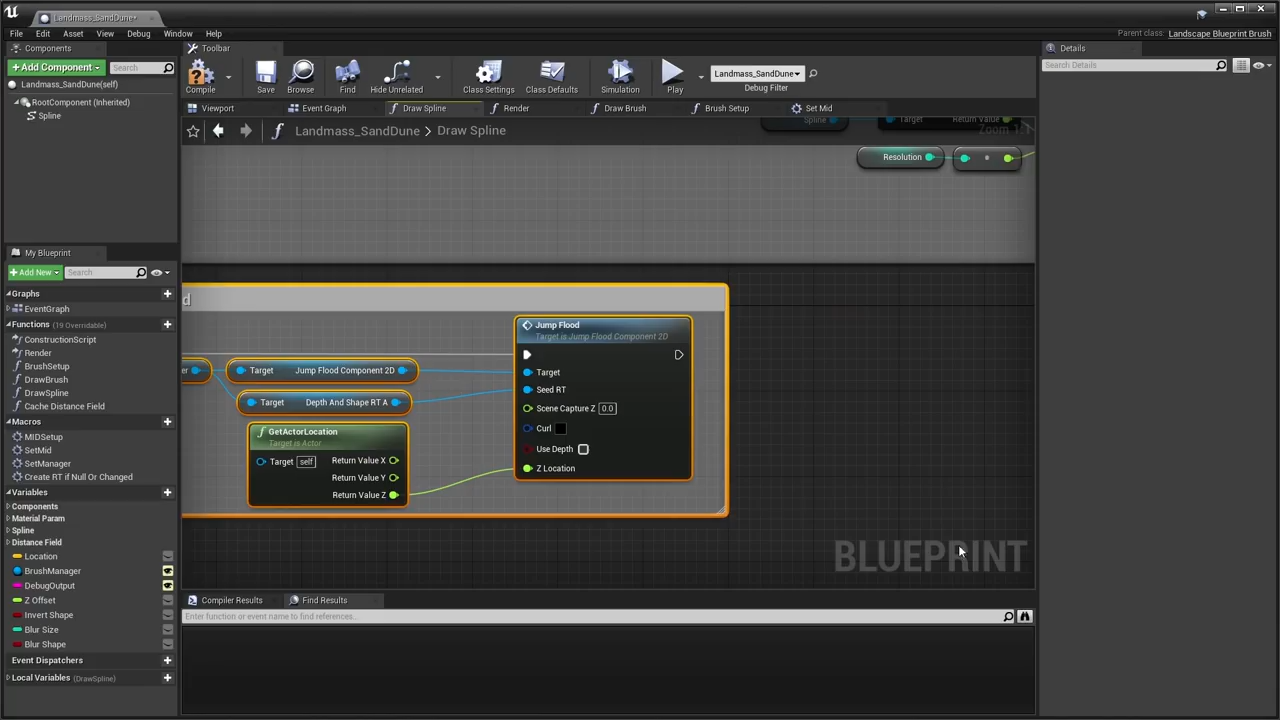 Landmass_SandDune*
File Edit Asset View Debug Window Help
Parent class: Landscape Blueprint Brush
Components
+ Add Component
Search
Landmass_SandDune(self)
RootComponent (Inherited)
Spline
Toolbar
Compile
Save
Browse
Find
Hide Unrelated
Class Settings
Class Defaults
Simulation
Play
Landmass_SandDune
Debug Filter
Viewport
Event Graph
Draw Spline
Render
Draw Brush
Brush Setup
Set Mid
Landmass_SandDune > Draw Spline
Zoom 1:1
Spline
Target Return Value
Resolution
d
Jump Flood
Target is Jump Flood Component 2D
Target
Seed RT
Scene Capture Z 0.0
Curl
Use Depth
Z Location
Target Jump Flood Component 2D
Target Depth And Shape RT A
GetActorLocation
Target is Actor
Target self
Return Value X
Return Value Y
Return Value Z
BLUEPRINT
My Blueprint
+ Add New
Search
Graphs
EventGraph
Functions (19 Overridable)
ConstructionScript
Render
BrushSetup
DrawBrush
DrawSpline
Cache Distance Field
Macros
MIDSetup
SetMid
SetManager
Create RT if Null Or Changed
Variables
Components
Material Param
Spline
Distance Field
Location
BrushManager
DebugOutput
Z Offset
Invert Shape
Blur Size
Blur Shape
Event Dispatchers
Local Variables (DrawSpline)
Compiler Results
Find Results
Enter function or event name to find references...
Details
Search Details